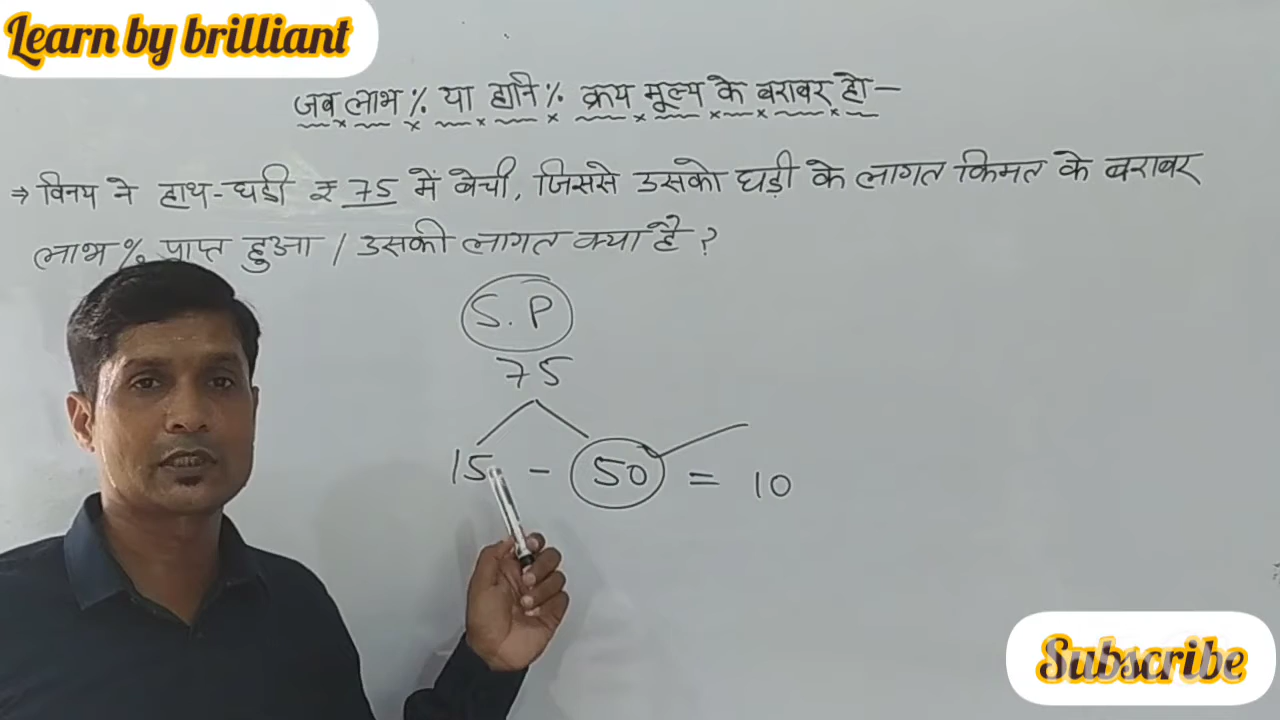 Learn by brilliant
जब लाभ % या हानि % क्रय मूल्य के बराबर हो —
⇒ विनय ने हाथ-घडी ₹ 75 में बेची, जिससे उसको घड़ी के लागत किमत के बराबर
लाभ % प्राप्त हुआ / उसकी लागत क्या है ?
S.P
75
15 - 50 = 10
Subscribe